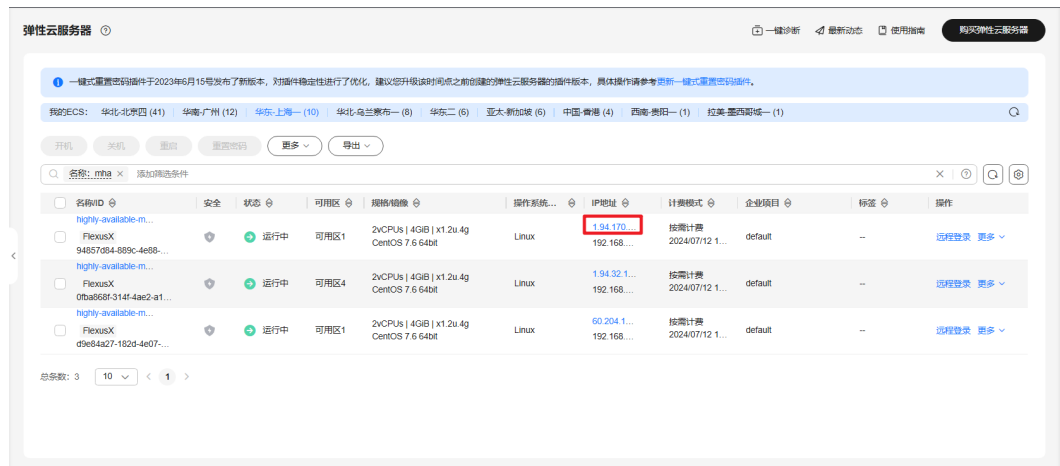 弹性云服务器
一键诊断 最新动态 使用指南 购买弹性云服务器
一键式重置密码插件于2023年6月15号发布了新版本，对插件稳定性进行了优化，建议您升级该时间点之前创建的弹性云服务器的插件版本，具体操作请参考更新一键式重置密码插件。
我的ECS: 华北-北京四 (41) 华南-广州 (12) 华东-上海一 (10) 华北-乌兰察布一 (8) 华东二 (6) 亚太-新加坡 (6) 中国-香港 (4) 西南-贵阳一 (1) 拉美-墨西哥城一 (1)
开机 关机 重启 重置密码 更多 导出
名称: mha × 添加筛选条件
名称/ID 安全 状态 可用区 规格/镜像 操作系统... IP地址 计费模式 企业项目 标签 操作
highly-available-m...
FlexusX
94857d84-889c-4e88-...
运行中 可用区1
2vCPUs | 4GiB | x1.2u.4g
CentOS 7.6 64bit
Linux
1.94.170....
192.168....
按需计费
2024/07/12 1...
default -- 远程登录 更多
highly-available-m...
FlexusX
0fba868f-314f-4ae2-a1...
运行中 可用区4
2vCPUs | 4GiB | x1.2u.4g
CentOS 7.6 64bit
Linux
1.94.32.1...
192.168....
按需计费
2024/07/12 1...
default -- 远程登录 更多
highly-available-m...
FlexusX
d9e84a27-182d-4e07-...
运行中 可用区1
2vCPUs | 4GiB | x1.2u.4g
CentOS 7.6 64bit
Linux
60.204.1...
192.168....
按需计费
2024/07/12 1...
default -- 远程登录 更多
总条数: 3 10 < 1 >